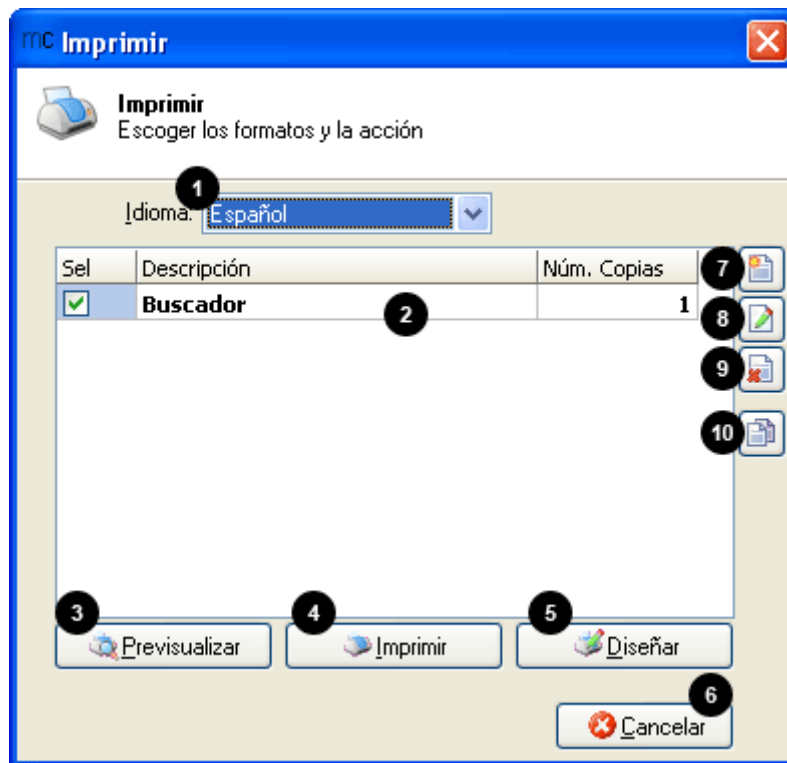 mc Imprimir
Imprimir
Escoger los formatos y la acción
1
Idioma: Español
Sel Descripción Núm. Copias
7
Buscador 1
2
8
9
10
3 4 5
Previsualizar Imprimir Diseñar
6
Cancelar